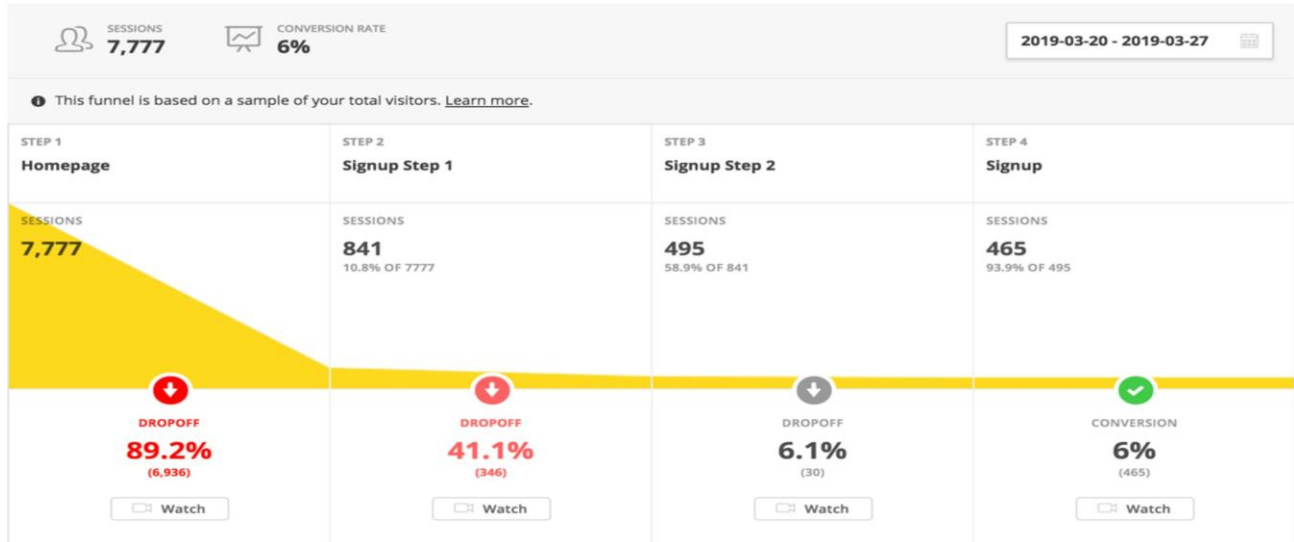 SESSIONS
7,777
CONVERSION RATE
6%
2019-03-20 - 2019-03-27
This funnel is based on a sample of your total visitors. Learn more.
STEP 1
Homepage
STEP 2
Signup Step 1
STEP 3
Signup Step 2
STEP 4
Signup
SESSIONS
7,777
SESSIONS
841
10.8% OF 7777
SESSIONS
495
58.9% OF 841
SESSIONS
465
93.9% OF 495
DROPOFF
89.2%
(6,936)
Watch
DROPOFF
41.1%
(346)
Watch
DROPOFF
6.1%
(30)
Watch
CONVERSION
6%
(465)
Watch